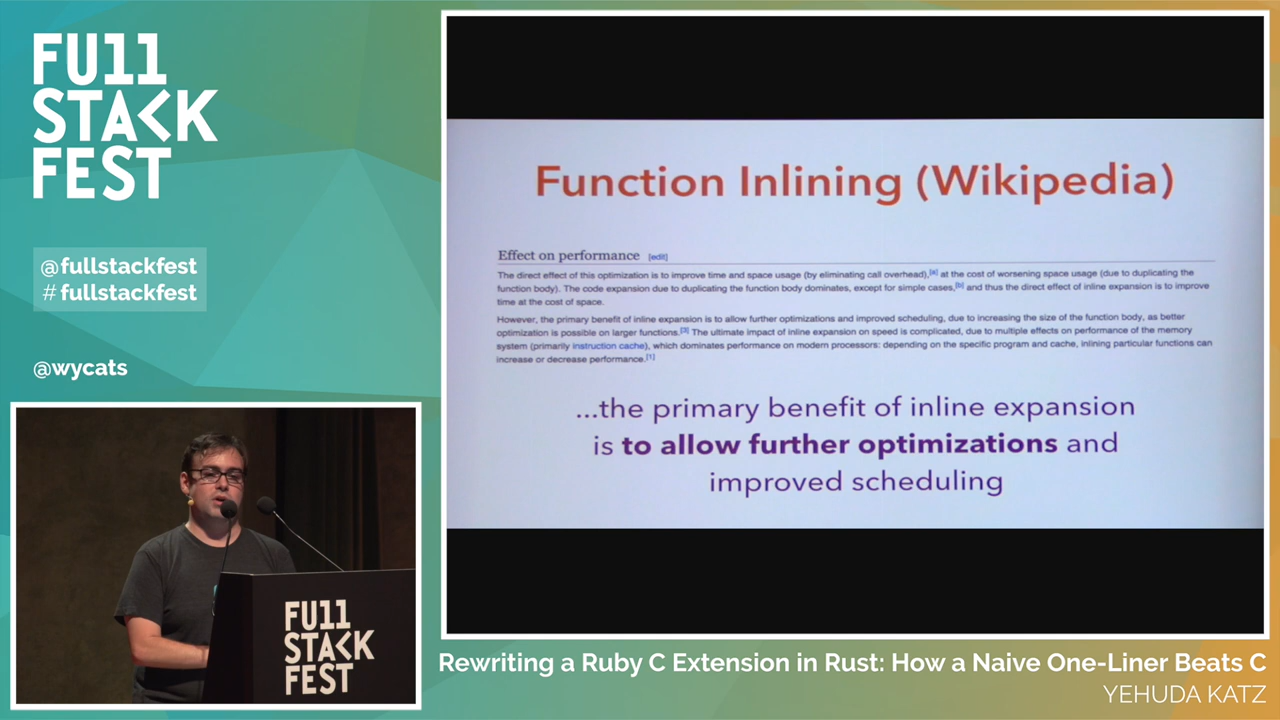 FU11
STACK
FEST
@fullstackfest
# fullstackfest
@wycats
Function Inlining (Wikipedia)
Effect on performance [edit]
The direct effect of this optimization is to improve time and space usage (by eliminating call overhead),[a] at the cost of worsening space usage (due to duplicating the
function body). The code expansion due to duplicating the function body dominates, except for simple cases,[b] and thus the direct effect of inline expansion is to improve
time at the cost of space.
However, the primary benefit of inline expansion is to allow further optimizations and improved scheduling, due to increasing the size of the function body, as better
optimization is possible on larger functions.[3] The ultimate impact of inline expansion on speed is complicated, due to multiple effects on performance of the memory
system (primarily instruction cache), which dominates performance on modern processors: depending on the specific program and cache, inlining particular functions can
increase or decrease performance.[1]
...the primary benefit of inline expansion
is to allow further optimizations and
improved scheduling
FU11
STACK
FEST
Rewriting a Ruby C Extension in Rust: How a Naive One-Liner Beats C
YEHUDA KATZ